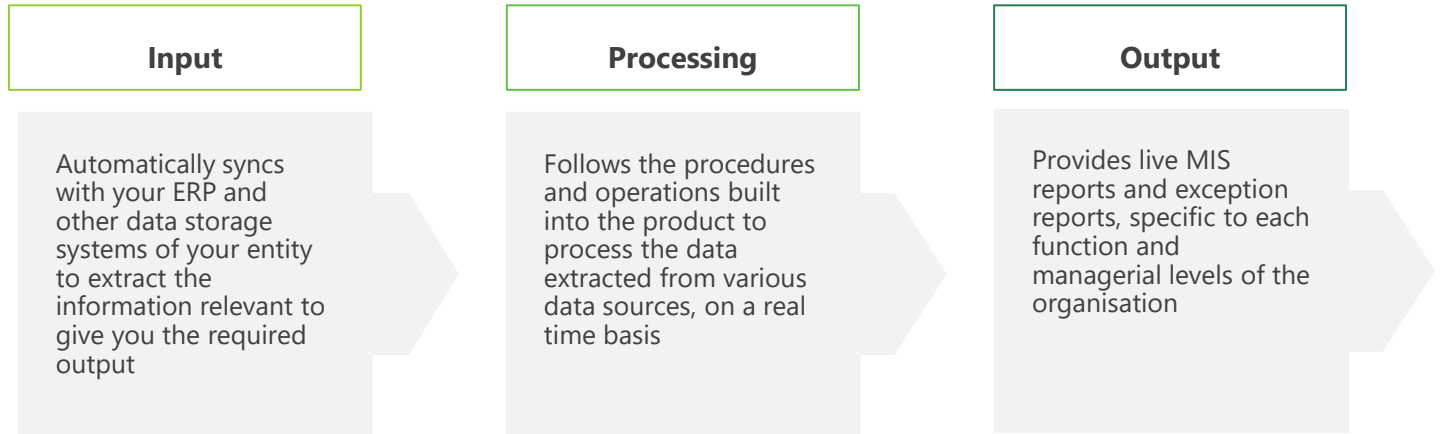 Input
Automatically syncs
with your ERP and
other data storage
systems of your entity
to extract the
information relevant to
give you the required
output
Processing
Follows the procedures
and operations built
into the product to
process the data
extracted from various
data sources, on a real
time basis
Output
Provides live MIS
reports and exception
reports, specific to each
function and
managerial levels of the
organisation